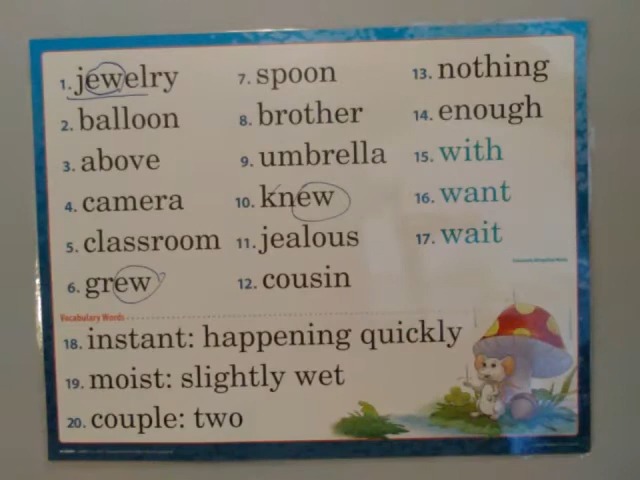 1. jewelry
2. balloon
3. above
4. camera
5. classroom
6. grew
7. spoon
8. brother
9. umbrella
10. knew
11. jealous
12. cousin
13. nothing
14. enough
15. with
16. want
17. wait
Vocabulary Words
18. instant: happening quickly
19. moist: slightly wet
20. couple: two